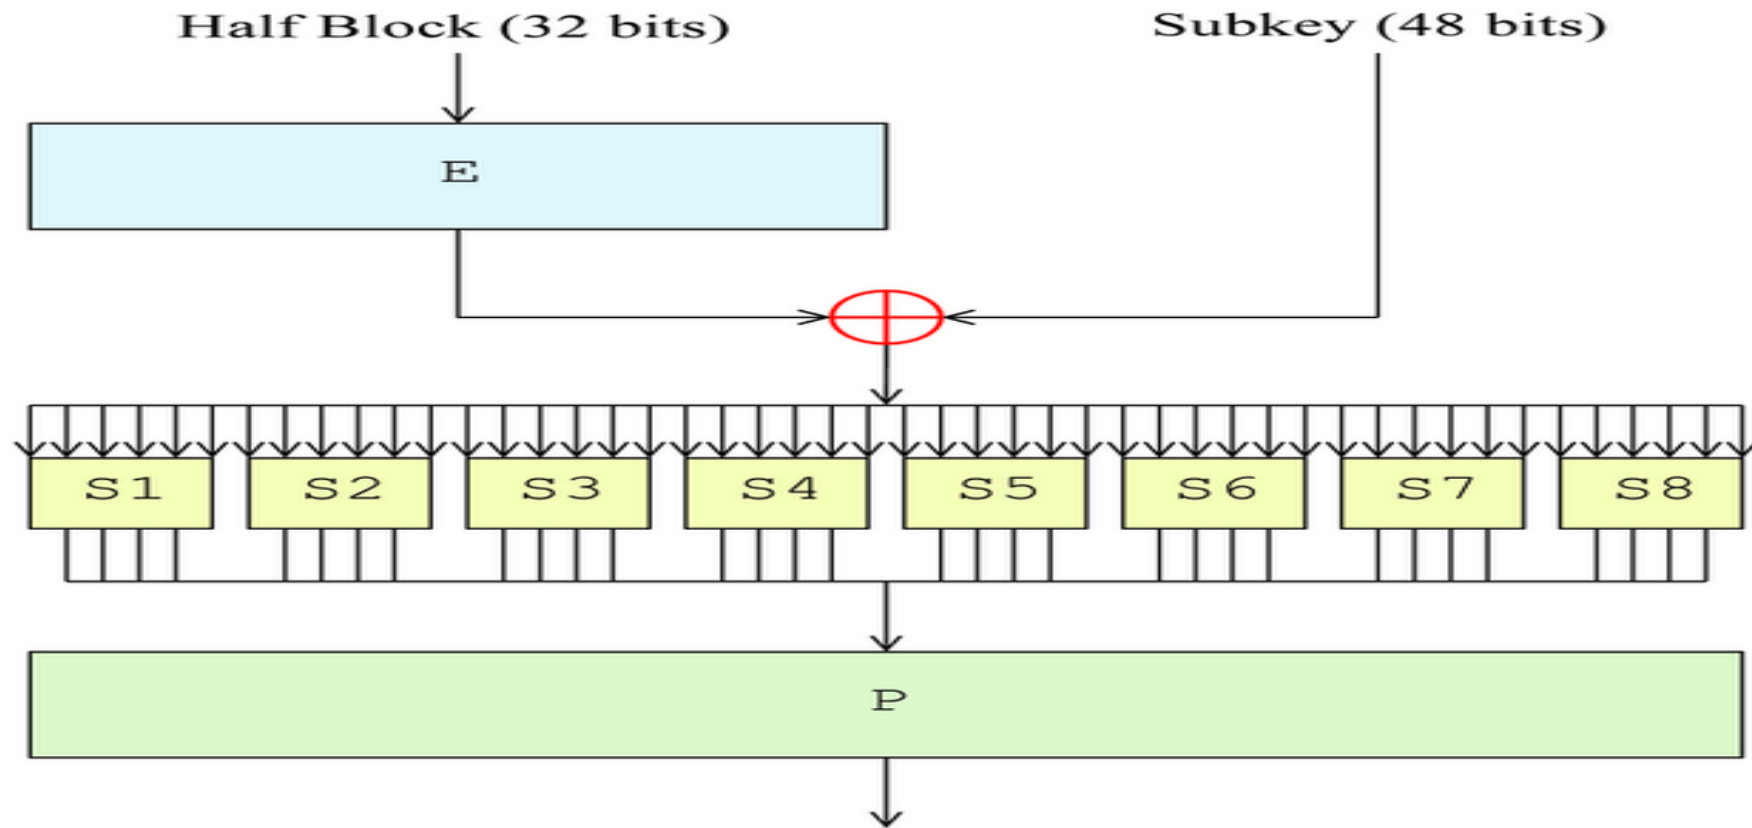 Half Block (32 bits) Subkey (48 bits)
E
S1 S2 S3 S4 S5 S6 S7 S8
P